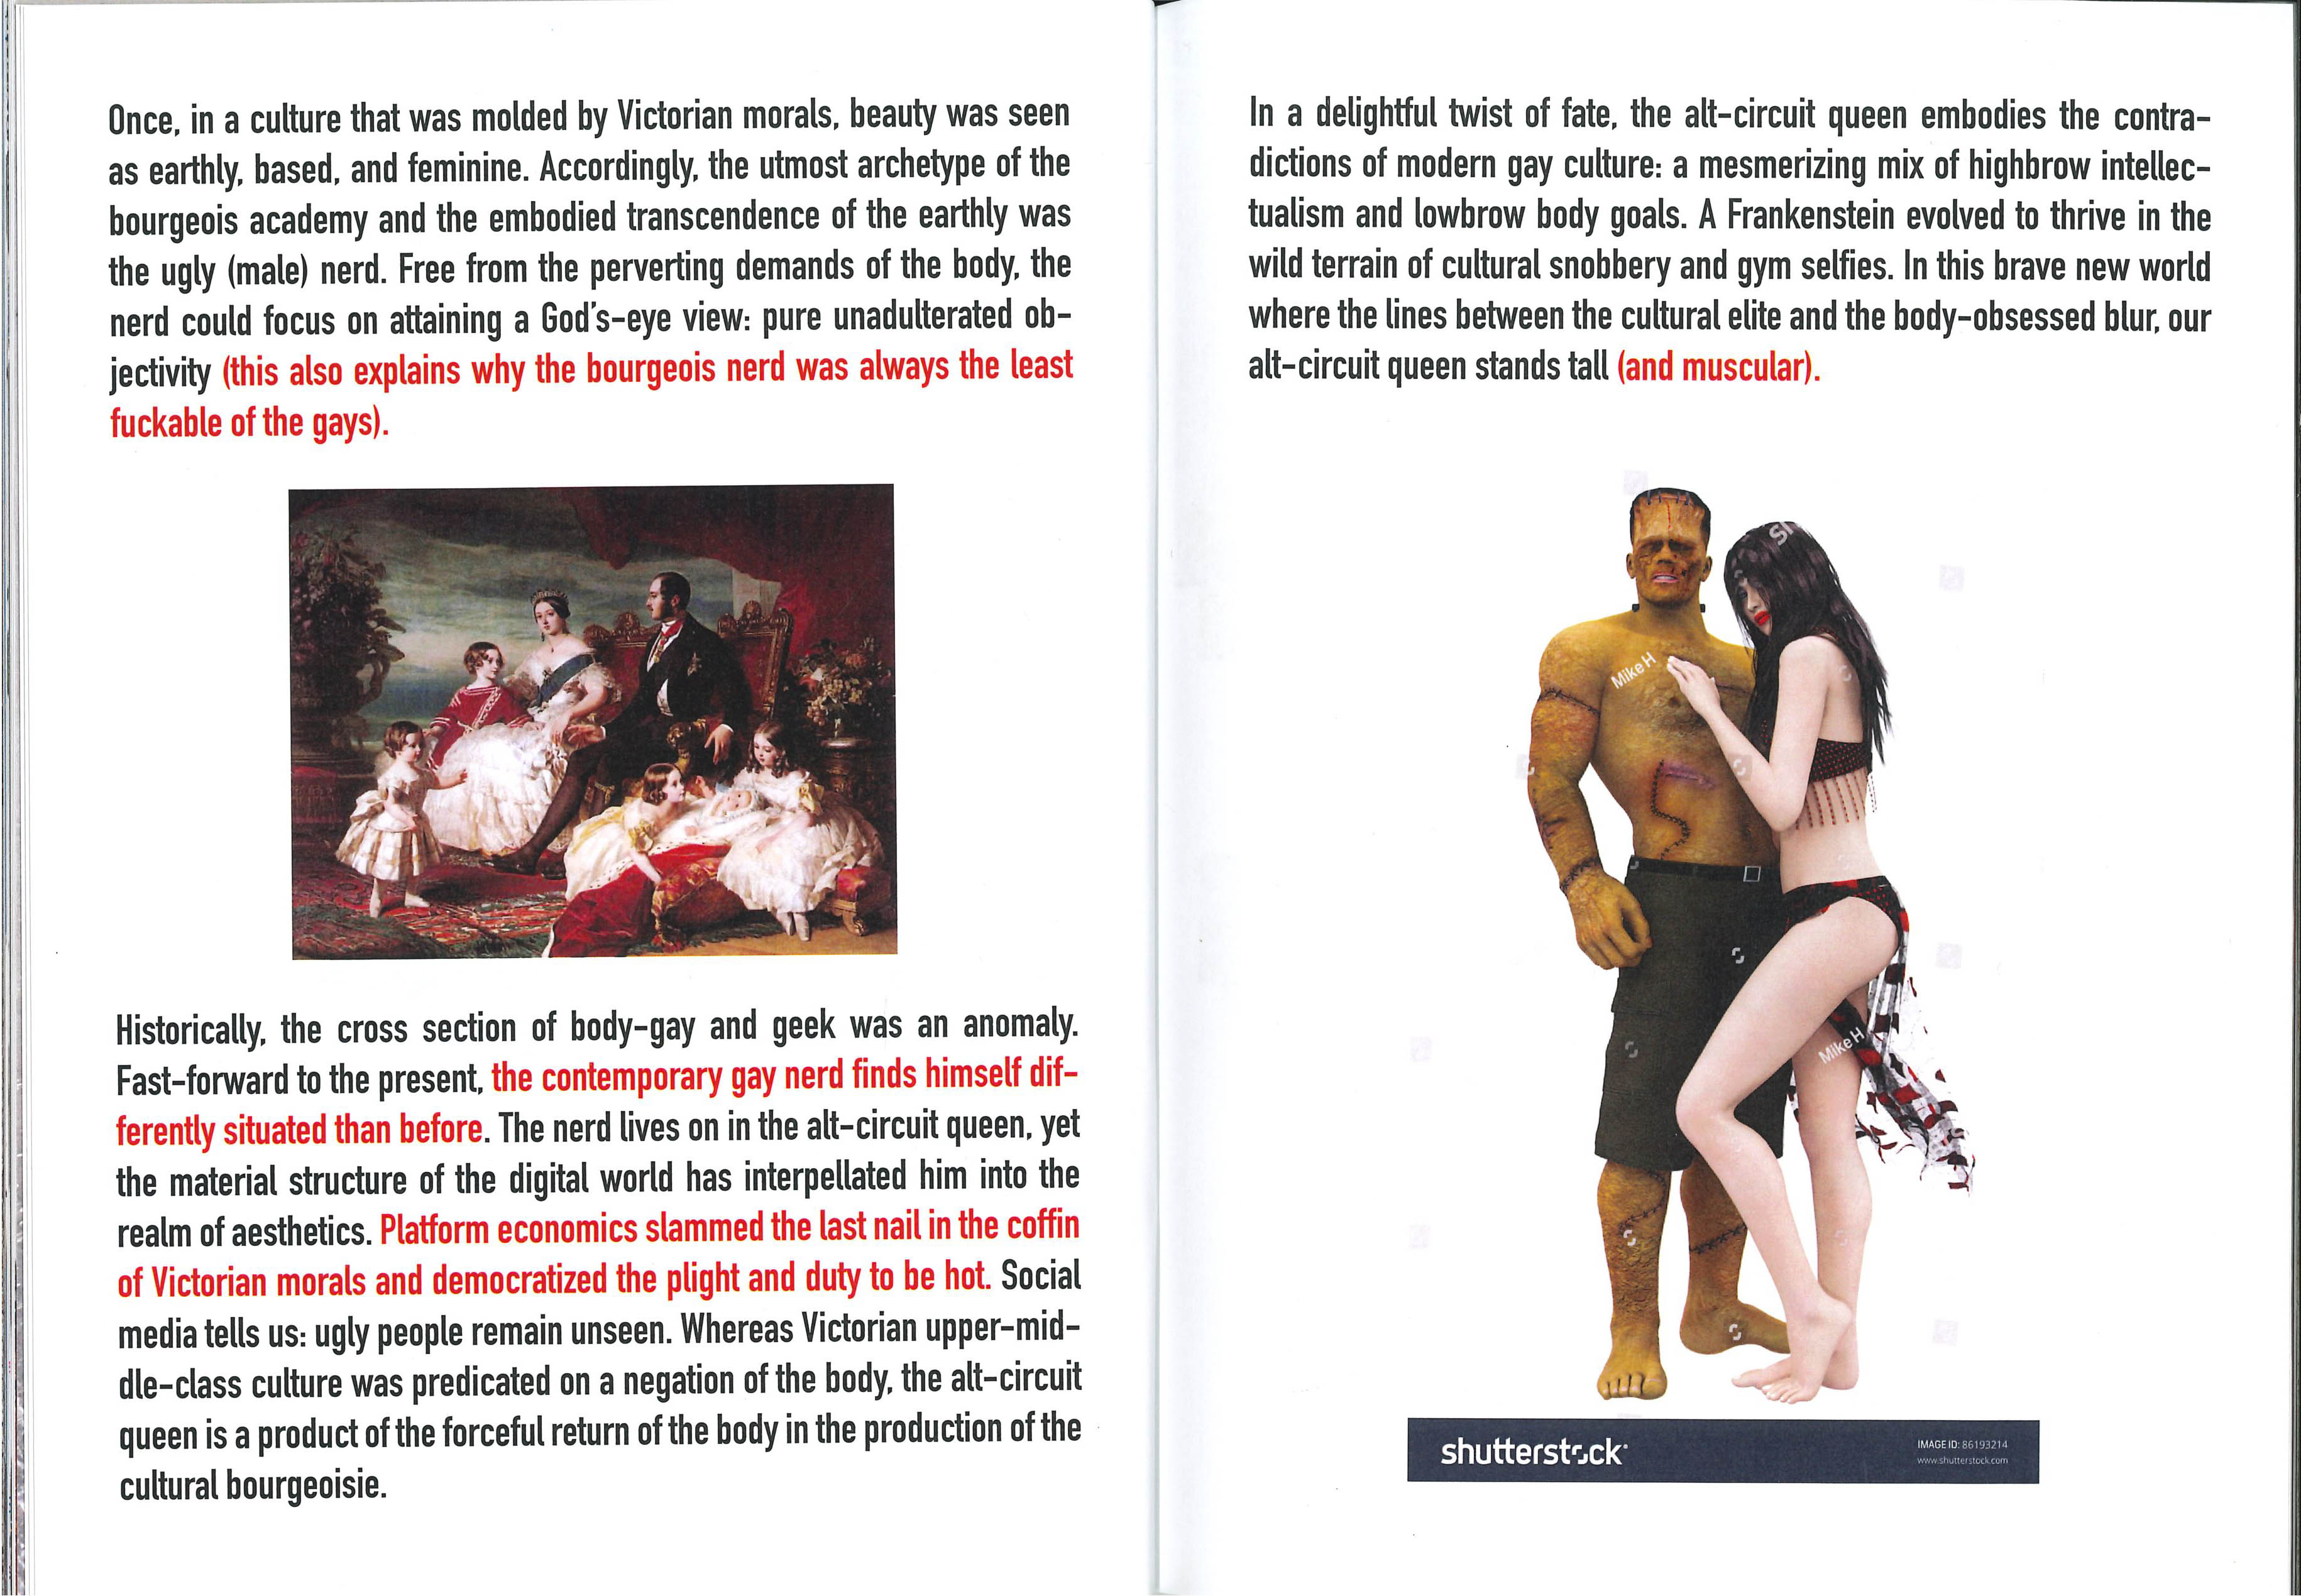 Once, in a culture that was molded by Victorian morals, beauty was seen
as earthly, based, and feminine. Accordingly, the utmost archetype of the
bourgeois academy and the embodied transcendence of the earthly was
the ugly (male) nerd. Free from the perverting demands of the body, the
nerd could focus on attaining a God's-eye view: pure unadulterated ob-
jectivity (this also explains why the bourgeois nerd was always the least
fuckable of the gays).
Historically, the cross section of body-gay and geek was an anomaly.
Fast-forward to the present, the contemporary gay nerd finds himself dif-
ferently situated than before. The nerd lives on in the alt-circuit queen, yet
the material structure of the digital world has interpellated him into the
realm of aesthetics. Platform economics slammed the last nail in the coffin
of Victorian morals and democratized the plight and duty to be hot. Social
media tells us: ugly people remain unseen. Whereas Victorian upper-mid-
dle-class culture was predicated on a negation of the body, the alt-circuit
queen is a product of the forceful return of the body in the production of the
cultural bourgeoisie.
In a delightful twist of fate, the alt-circuit queen embodies the contra-
dictions of modern gay culture: a mesmerizing mix of highbrow intellec-
tualism and lowbrow body goals. A Frankenstein evolved to thrive in the
wild terrain of cultural snobbery and gym selfies. In this brave new world
where the lines between the cultural elite and the body-obsessed blur, our
alt-circuit queen stands tall (and muscular).
Mike H
Mike H
shutterstock
IMAGE ID: 86193214
www.shutterstock.com